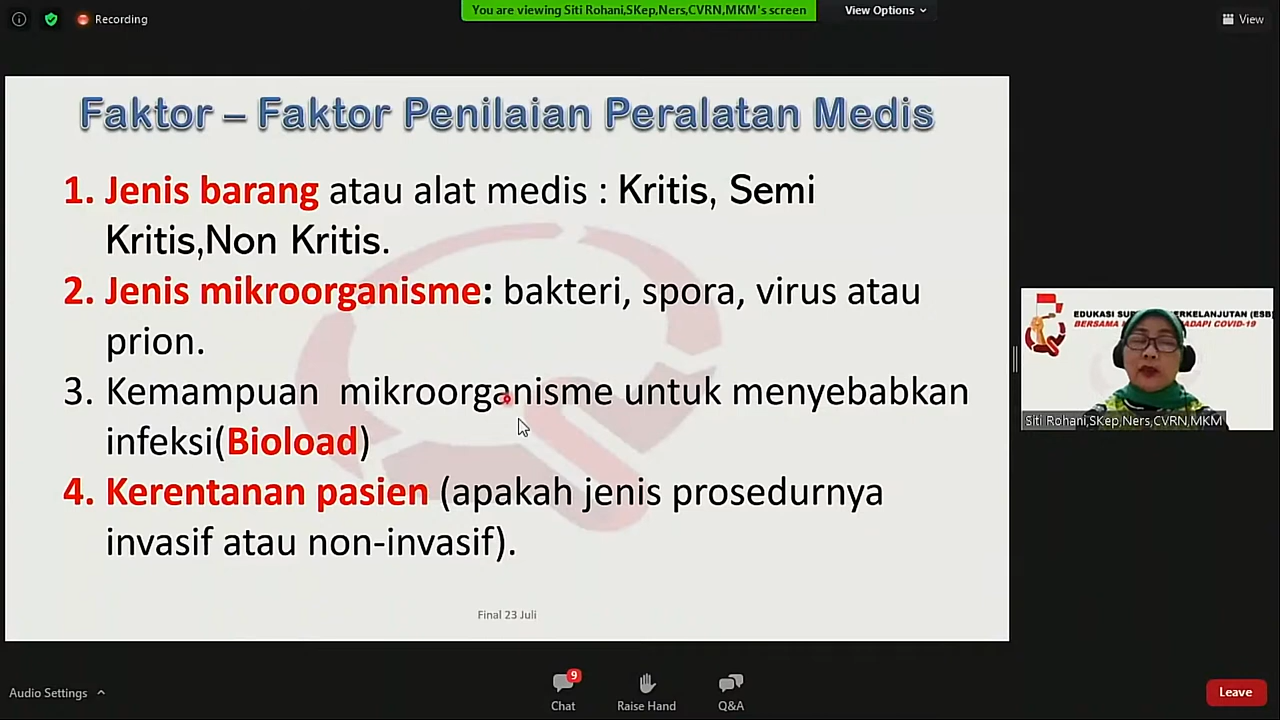 Recording
You are viewing Siti Rohani,SKep,Ners,CVRN,MKM's screen
View Options
View
Faktor – Faktor Penilaian Peralatan Medis
1. Jenis barang atau alat medis : Kritis, Semi
Kritis,Non Kritis.
2. Jenis mikroorganisme: bakteri, spora, virus atau
prion.
3. Kemampuan mikroorganisme untuk menyebabkan
infeksi(Bioload)
4. Kerentanan pasien (apakah jenis prosedurnya
invasif atau non-invasif).
Final 23 Juli
EDUKASI ERKELANJUTAN (ESB)
BERSAMA ADAPI COVID-19
Siti Rohani,SKep,Ners,CVRN,MKM
Audio Settings
9
Chat
Raise Hand
Q&A
Leave